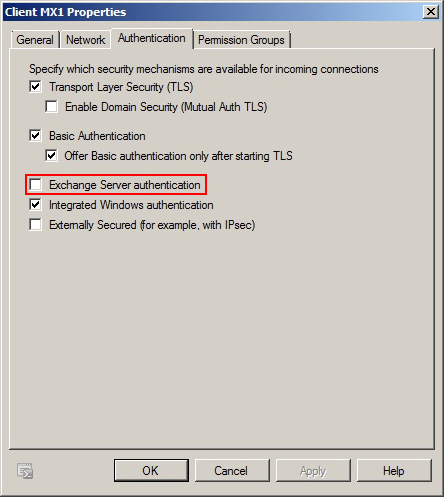 Client MX1 Properties
General Network Authentication Permission Groups
Specify which security mechanisms are available for incoming connections
Transport Layer Security (TLS)
Enable Domain Security (Mutual Auth TLS)
Basic Authentication
Offer Basic authentication only after starting TLS
Exchange Server authentication
Integrated Windows authentication
Externally Secured (for example, with IPsec)
OK Cancel Apply Help